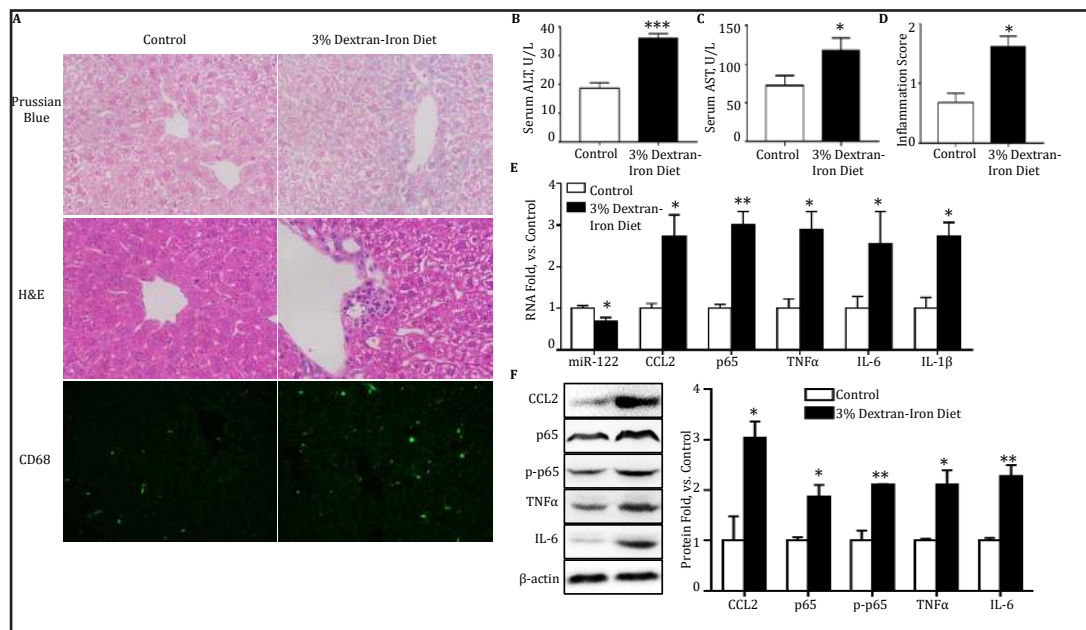 A
Control
3% Dextran-Iron Diet
Prussian
Blue
H&E
CD68
B
Serum ALT, U/L
40
30
20
10
0
***
Control
3% Dextran-
Iron Diet
C
Serum AST, U/L
150
100
50
0
*
Control
3% Dextran-
Iron Diet
D
Inflammation Score
2
1
0
*
Control
3% Dextran-
Iron Diet
E
RNA Fold, vs. Control
4
3
2
1
0
Control
3% Dextran-
Iron Diet
*
*
**
*
*
*
miR-122
CCL2
p65
TNFα
IL-6
IL-1β
F
CCL2
p65
p-p65
TNFα
IL-6
β-actin
Protein Fold, vs. Control
4
3
2
1
0
Control
3% Dextran-Iron Diet
*
*
**
*
**
CCL2
p65
p-p65
TNFα
IL-6